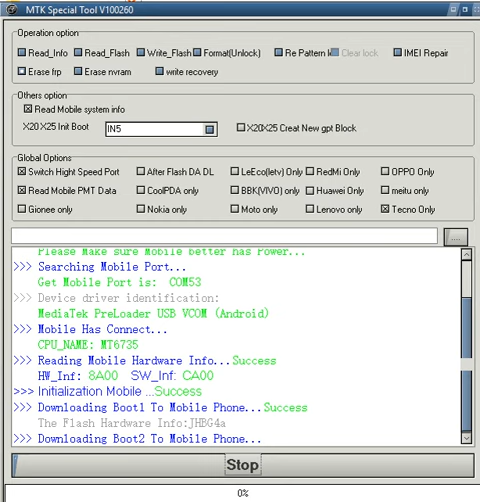 MTK Special Tool V100260
Operation option
Read_Info Read_Flash Write_Flash Format(Unlock) Re Pattern Clear lock IMEI Repair
Erase frp Erase nvram write recovery
Others option
Read Mobile system info
X20 X25 Init Boot IN5 X20X25 Creat New gpt Block
Global Options
Switch Hight Speed Port After Flash DA DL LeEco(letv) Only RedMi Only OPPO Only
Read Mobile PMT Data CoolPDA only BBK(VIVO) only Huawei Only meitu only
Gionee only Nokia only Moto only Lenovo only Tecno Only
....
Please Make sure Mobile better has Power...
>>> Searching Mobile Port...
Get Mobile Port is: COM53
>>> Device driver identification:
MediaTek PreLoader USB VCOM (Android)
>>> Mobile Has Connect...
CPU_NAME: MT6735
>>> Reading Mobile Hardware Info...Success
HW_Inf: 8A00 SW_Inf: CA00
>>> Initialization Mobile ...Success
>>> Downloading Boot1 To Mobile Phone...Success
The Flash Hardware Info:JHBG4a
>>> Downloading Boot2 To Mobile Phone...
Stop
0%